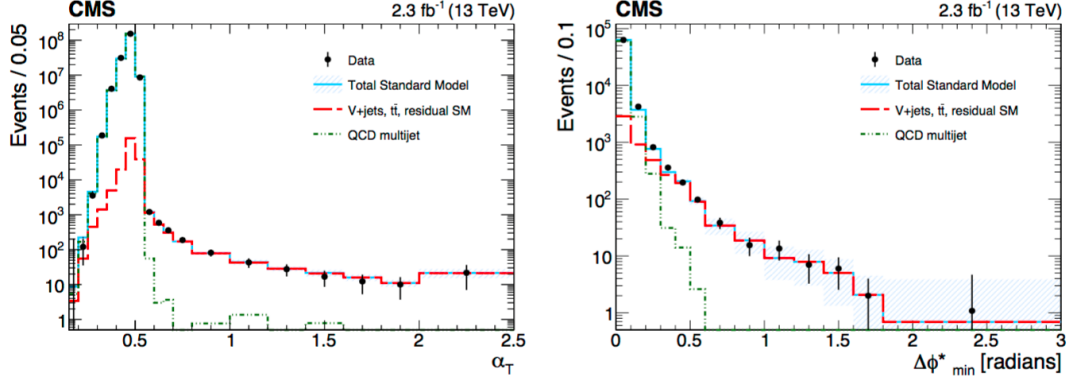 CMS 2.3 fb⁻¹ (13 TeV)
Events / 0.05
10⁸
10⁷
10⁶
10⁵
10⁴
10³
10²
10
1
Data
Total Standard Model
V+jets, tt̄, residual SM
QCD multijet
0.5 1 1.5 2 2.5
α_T
CMS 2.3 fb⁻¹ (13 TeV)
Events / 0.1
10⁵
10⁴
10³
10²
10
1
Data
Total Standard Model
V+jets, tt̄, residual SM
QCD multijet
0 0.5 1 1.5 2 2.5 3
Δϕ*min [radians]